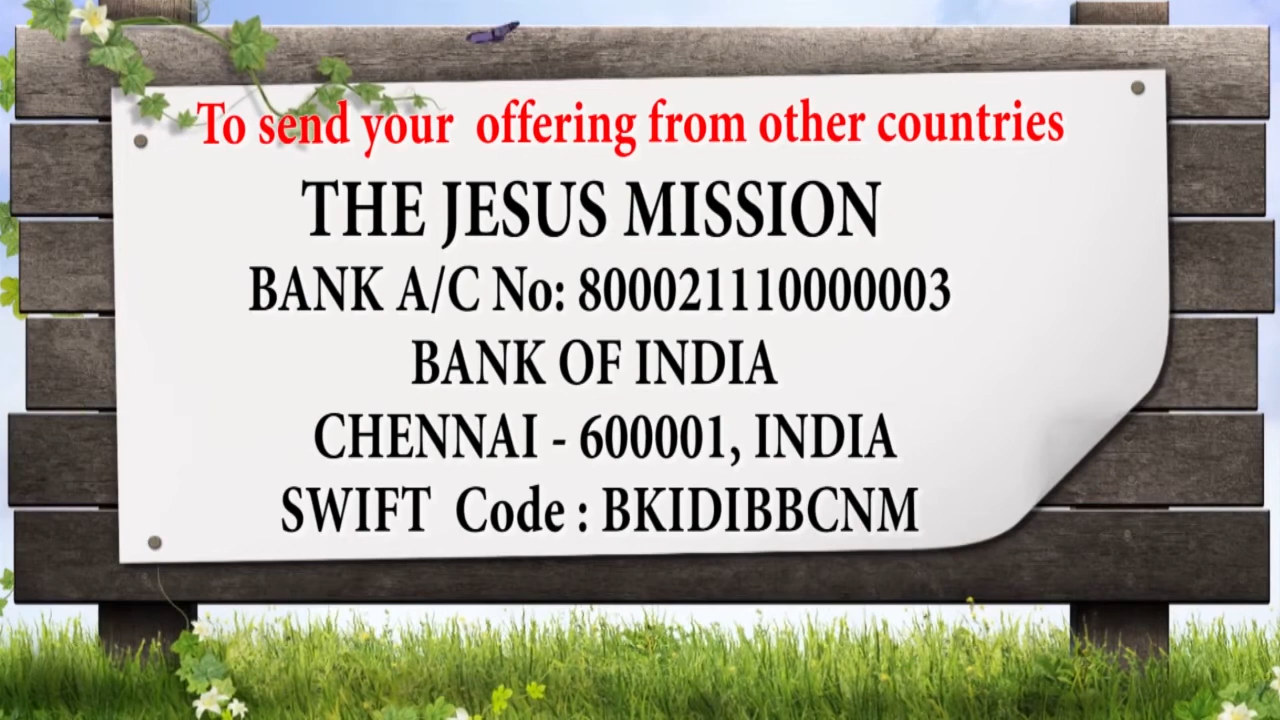 To send your offering from other countries
THE JESUS MISSION
BANK A/C No: 800021110000003
BANK OF INDIA
CHENNAI - 600001, INDIA
SWIFT Code : BKIDIBBCNM